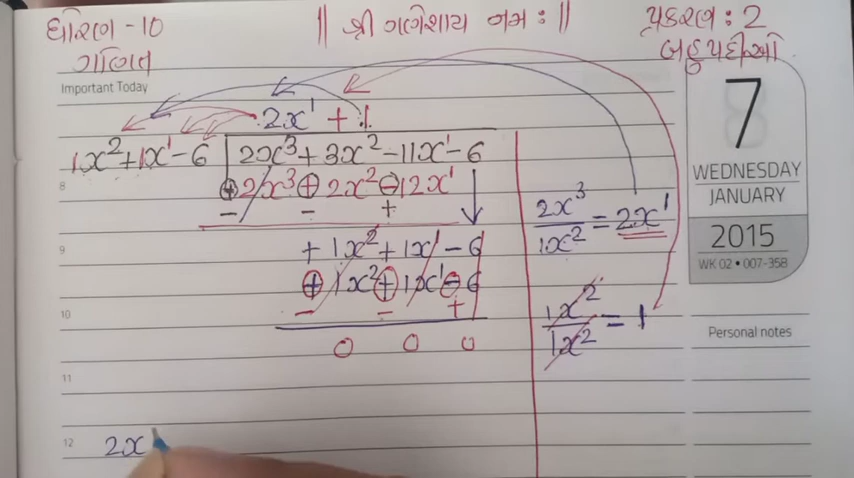 ધોરણ -10 || શ્રી ગણેશાય નમઃ || પ્રકરણ : 2
ગણિત બહુપદીઓ
Important Today
7
WEDNESDAY
JANUARY
2015
WK 02 • 007-358
Personal notes
2x¹ + 1
1x² + 1x¹ - 6 | 2x³ + 3x² - 11x¹ - 6
8 + 2x³ + 2x² - 12x¹
- - +
9 + 1x² + 1x¹ - 6
+ 1x² + 1x¹ - 6
10 - - +
0 0 0
2x³/1x² = 2x¹
1x²/1x² = 1
11
12 2x